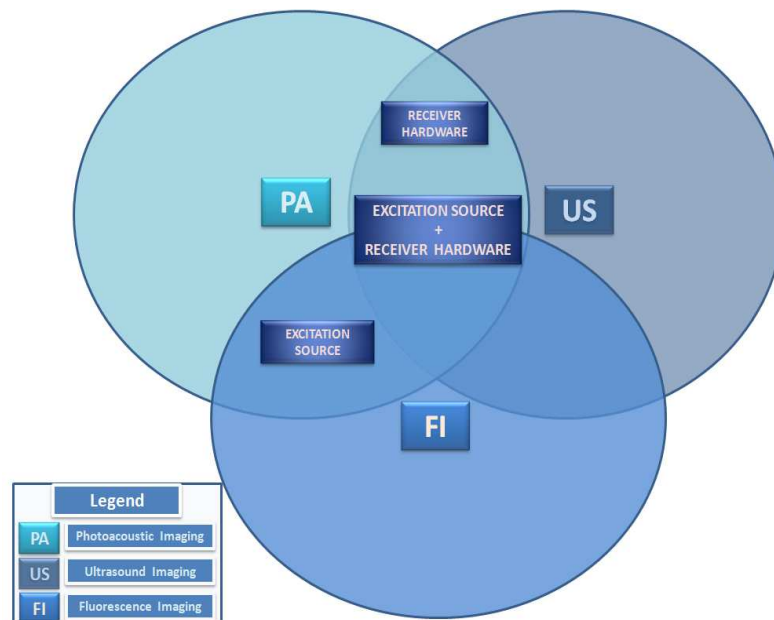 RECEIVER
HARDWARE
PA
EXCITATION SOURCE
+
RECEIVER HARDWARE
US
EXCITATION
SOURCE
FI
Legend
PA Photoacoustic Imaging
US Ultrasound Imaging
FI Fluorescence Imaging